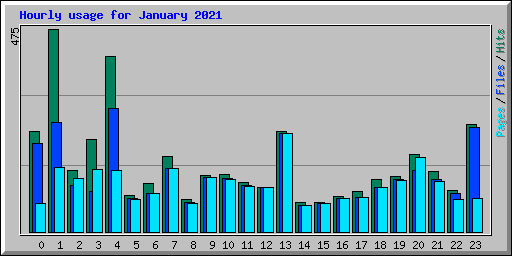 Hourly usage for January 2021
475
Pages / Files / Hits
0 1 2 3 4 5 6 7 8 9 10 11 12 13 14 15 16 17 18 19 20 21 22 23